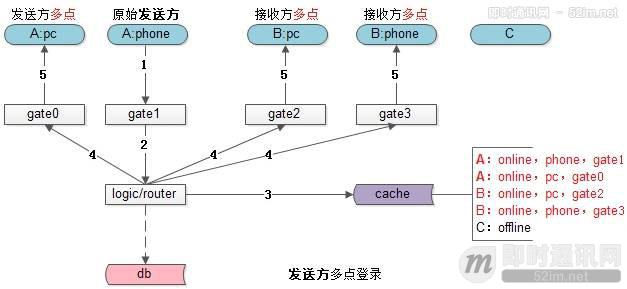 发送方多点
原始发送方
接收方多点
接收方多点
即时通讯网 - 52im.net
A:pc
A:phone
B:pc
B:phone
C
1
5
5
5
gate0
gate1
gate2
gate3
2
4
4
4
logic/router
3
cache
A：online，phone，gate1
A：online，pc，gate0
B：online，pc，gate2
B：online，phone，gate3
C：offline
db
发送方多点登录
即时通讯网
52im.net